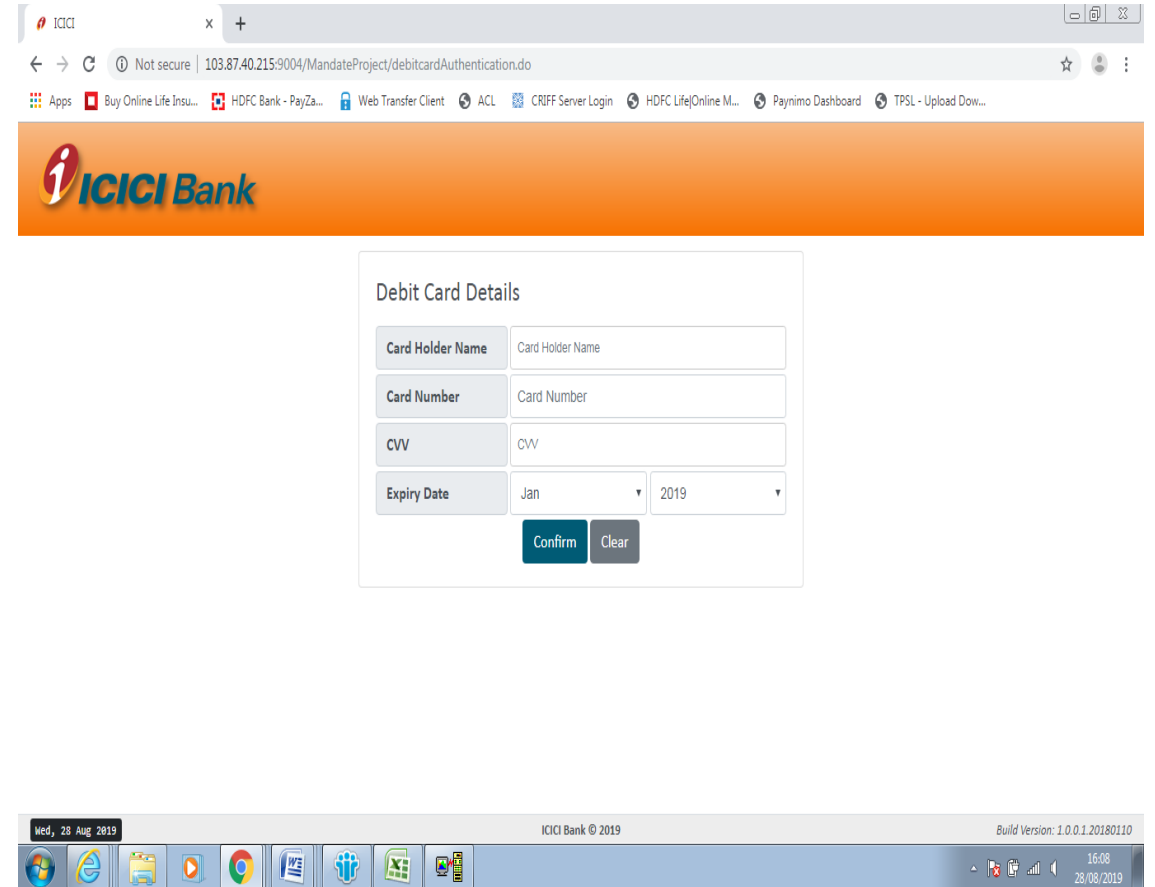 ICICI
Not secure | 103.87.40.215:9004/MandateProject/debitcardAuthentication.do
Apps Buy Online Life Insu... HDFC Bank - PayZa... Web Transfer Client ACL CRIFF Server Login HDFC Life|Online M... Paynimo Dashboard TPSL - Upload Dow...
ICICI Bank
Debit Card Details
Card Holder Name Card Holder Name
Card Number Card Number
CVV CVV
Expiry Date Jan 2019
Confirm Clear
Wed, 28 Aug 2019 ICICI Bank © 2019 Build Version: 1.0.0.1.20180110
16:08
28/08/2019